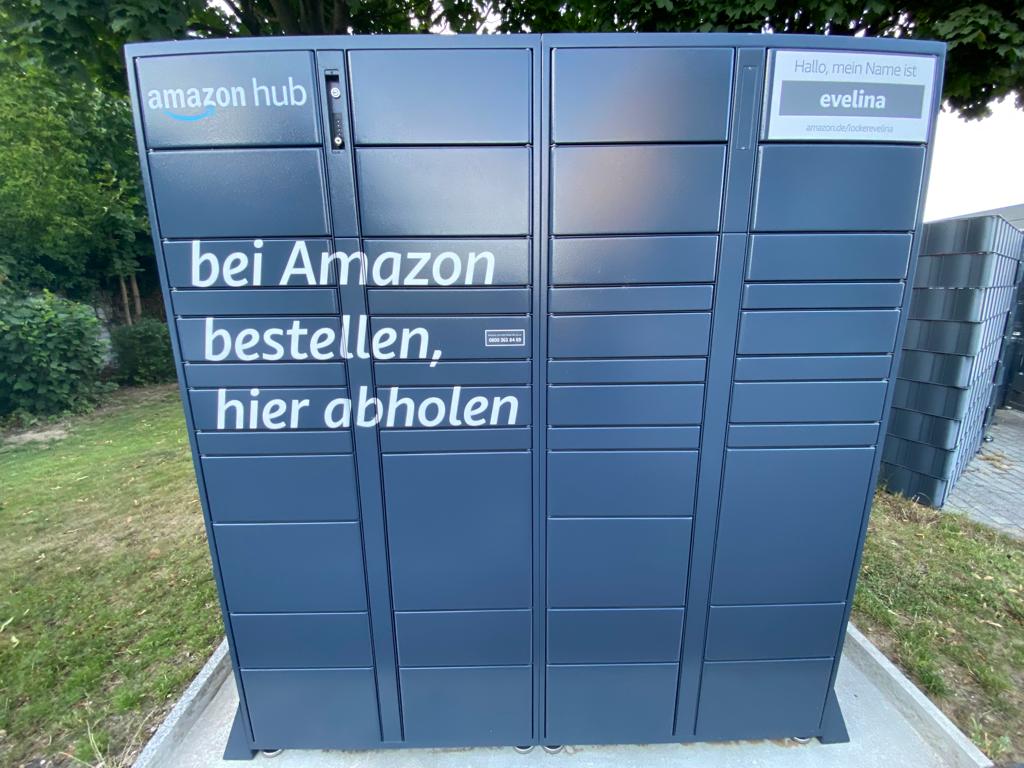 amazon hub
Hallo, mein Name ist
evelina
amazon.de/lockerevelina
bei Amazon
bestellen,
hier abholen
0800 363 84 69